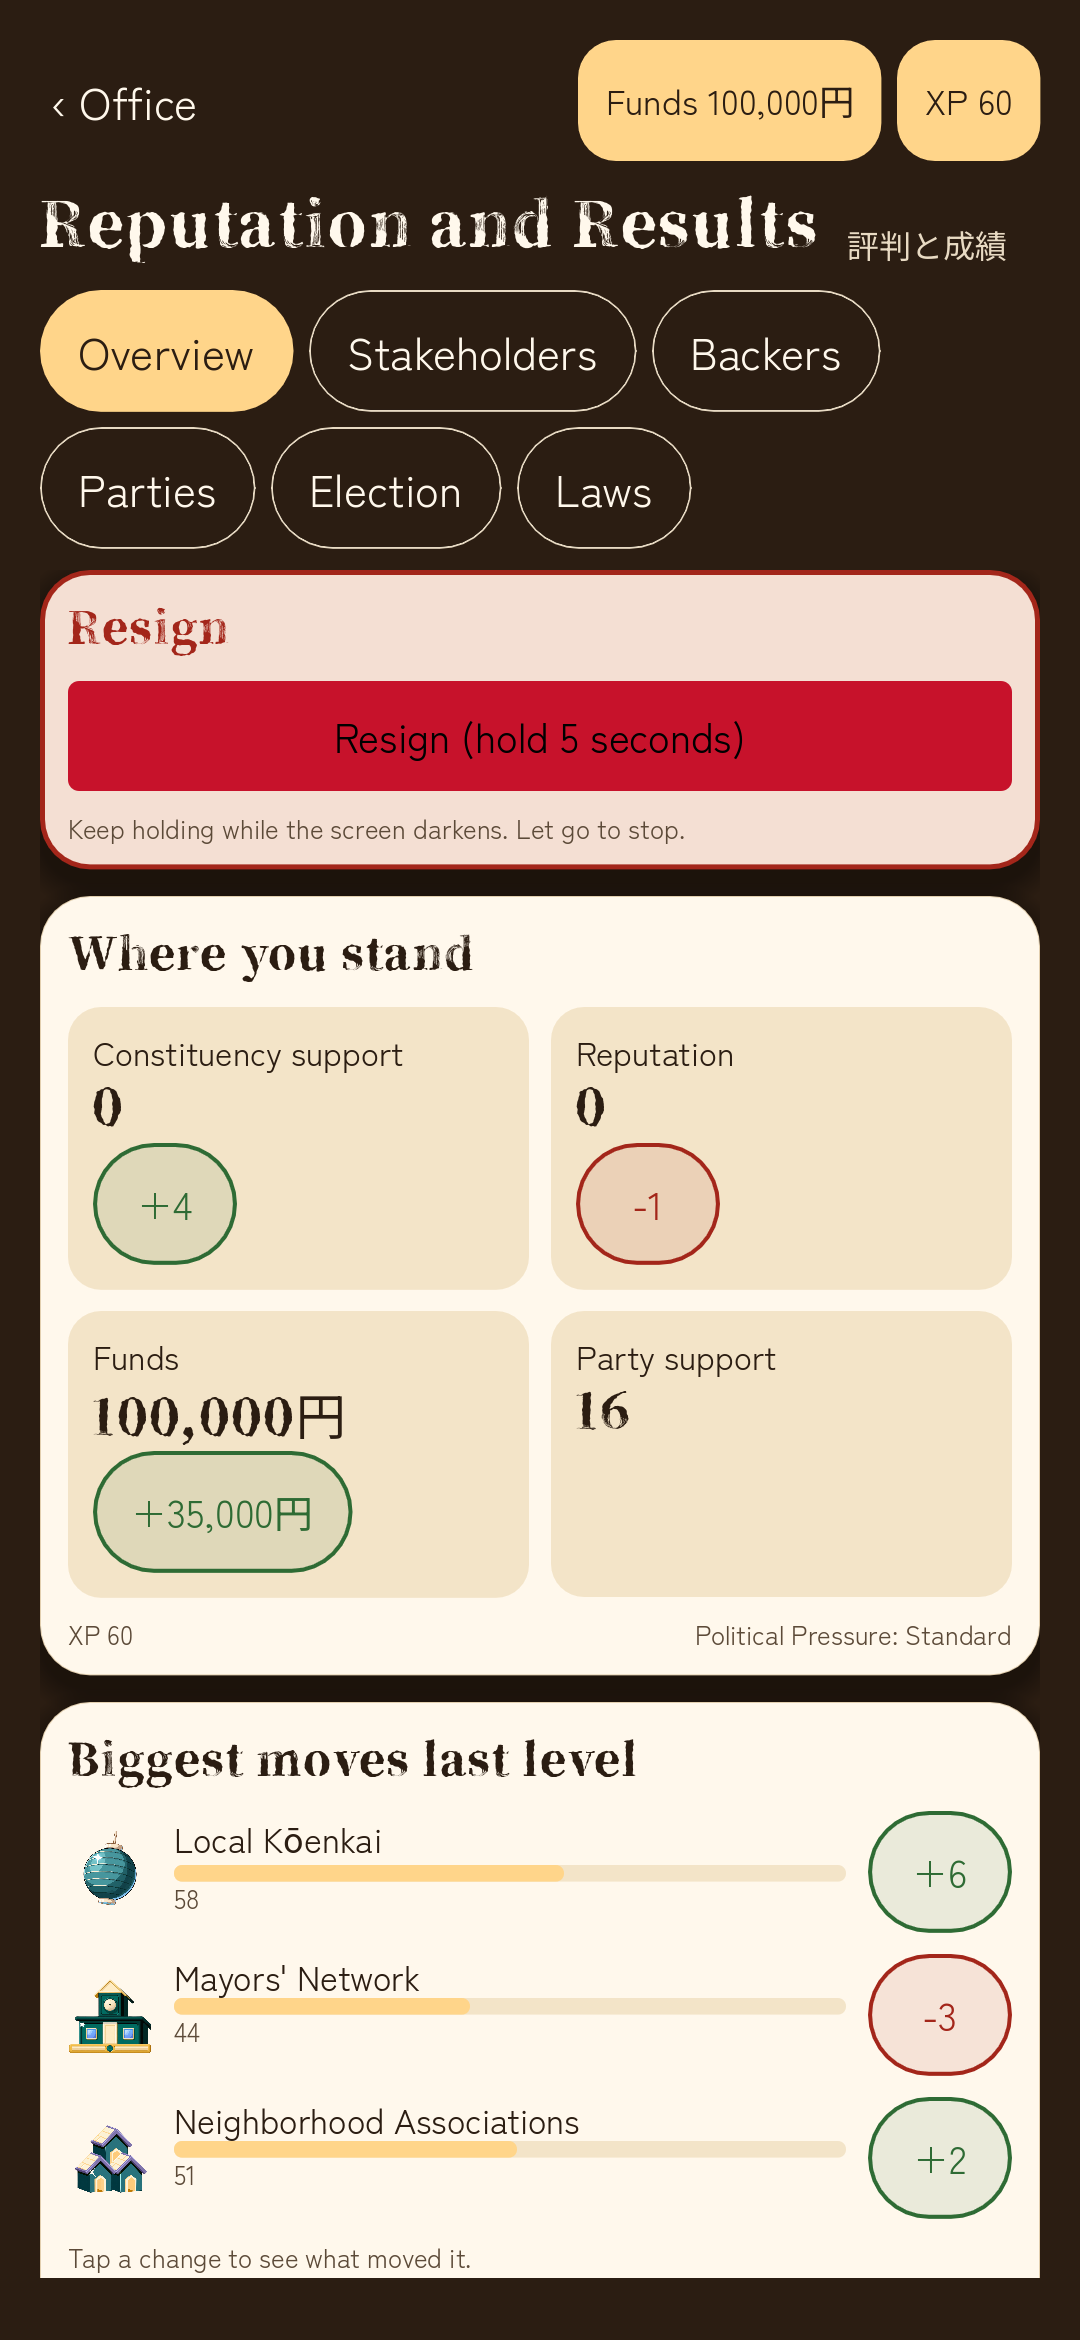 ‹ Office
Funds 100,000円
XP 60
Reputation and Results 評判と成績
Overview
Stakeholders
Backers
Parties
Election
Laws
Resign
Resign (hold 5 seconds)
Keep holding while the screen darkens. Let go to stop.
Where you stand
Constituency support
0
+4
Reputation
0
-1
Funds
100,000円
+35,000円
Party support
16
XP 60
Political Pressure: Standard
Biggest moves last level
Local Kōenkai
58
+6
Mayors' Network
44
-3
Neighborhood Associations
51
+2
Tap a change to see what moved it.